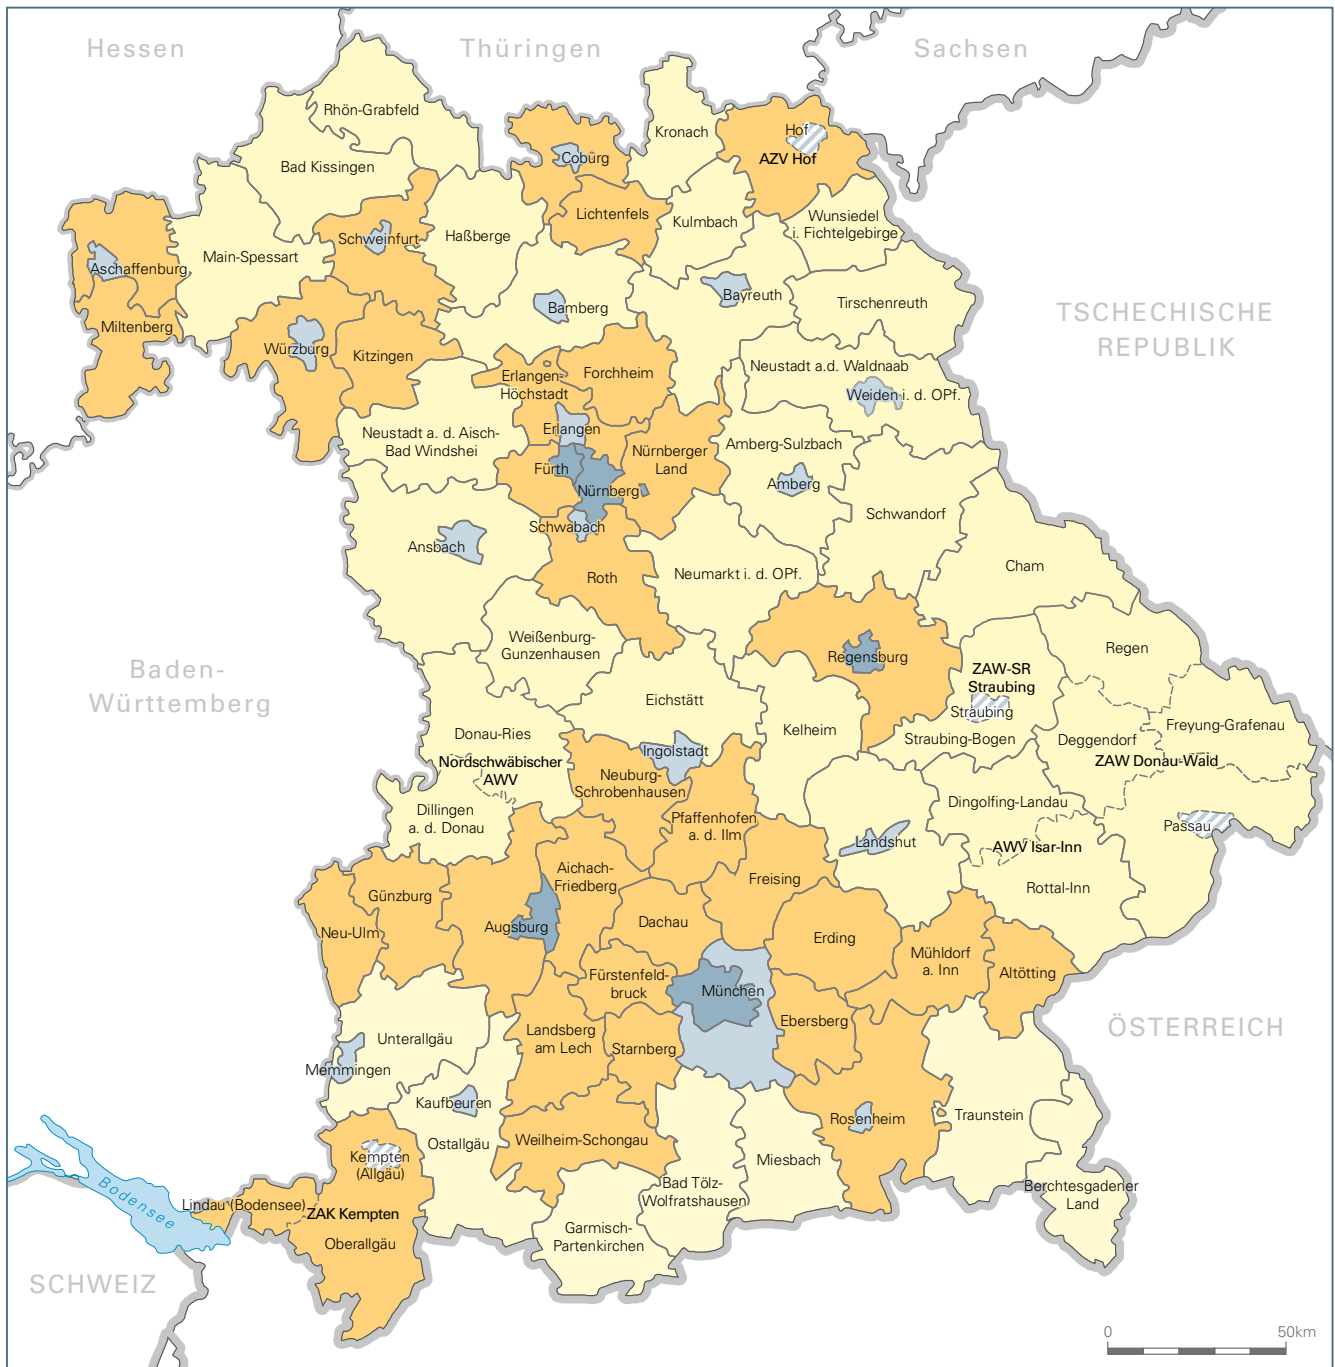 Hessen
Thüringen
Sachsen
Rhön-Grabfeld
Kronach
Hof
AZV Hof
Coburg
Bad Kissingen
Lichtenfels
Kulmbach
Wunsiedel
i. Fichtelgebirge
Schweinfurt
Haßberge
Main-Spessart
Aschaffenburg
Bayreuth
Tirschenreuth
Bamberg
TSCHECHISCHE
REPUBLIK
Miltenberg
Würzburg
Kitzingen
Erlangen-
Höchstadt
Forchheim
Neustadt a.d. Waldnaab
Weiden i. d. OPf.
Neustadt a. d. Aisch-
Bad Windshei
Erlangen
Nürnberger
Land
Amberg-Sulzbach
Fürth
Nürnberg
Amberg
Schwandorf
Schwabach
Ansbach
Roth
Neumarkt i. d. OPf.
Cham
Weißenburg-
Gunzenhausen
Regensburg
Regen
ZAW-SR
Straubing
Straubing
Baden-
Württemberg
Eichstätt
Kelheim
Straubing-Bogen
Deggendorf
Freyung-Grafenau
ZAW Donau-Wald
Donau-Ries
Nordschwäbischer
AWV
Ingolstadt
Neuburg-
Schrobenhausen
Dillingen
a. d. Donau
Pfaffenhofen
a. d. Ilm
Dingolfing-Landau
Passau
Landshut
AWV Isar-Inn
Rottal-Inn
Aichach-
Friedberg
Freising
Günzburg
Neu-Ulm
Augsburg
Dachau
Erding
Mühldorf
a. Inn
Altötting
Fürstenfeld-
bruck
München
Ebersberg
ÖSTERREICH
Unterallgäu
Landsberg
am Lech
Starnberg
Memmingen
Kaufbeuren
Ostallgäu
Weilheim-Schongau
Rosenheim
Traunstein
Miesbach
Kempten
(Allgäu)
Bad Tölz-
Wolfratshausen
Berchtesgadener
Land
Bodensee
Lindau (Bodensee)
ZAK Kempten
Oberallgäu
Garmisch-
Partenkirchen
SCHWEIZ
0 50km